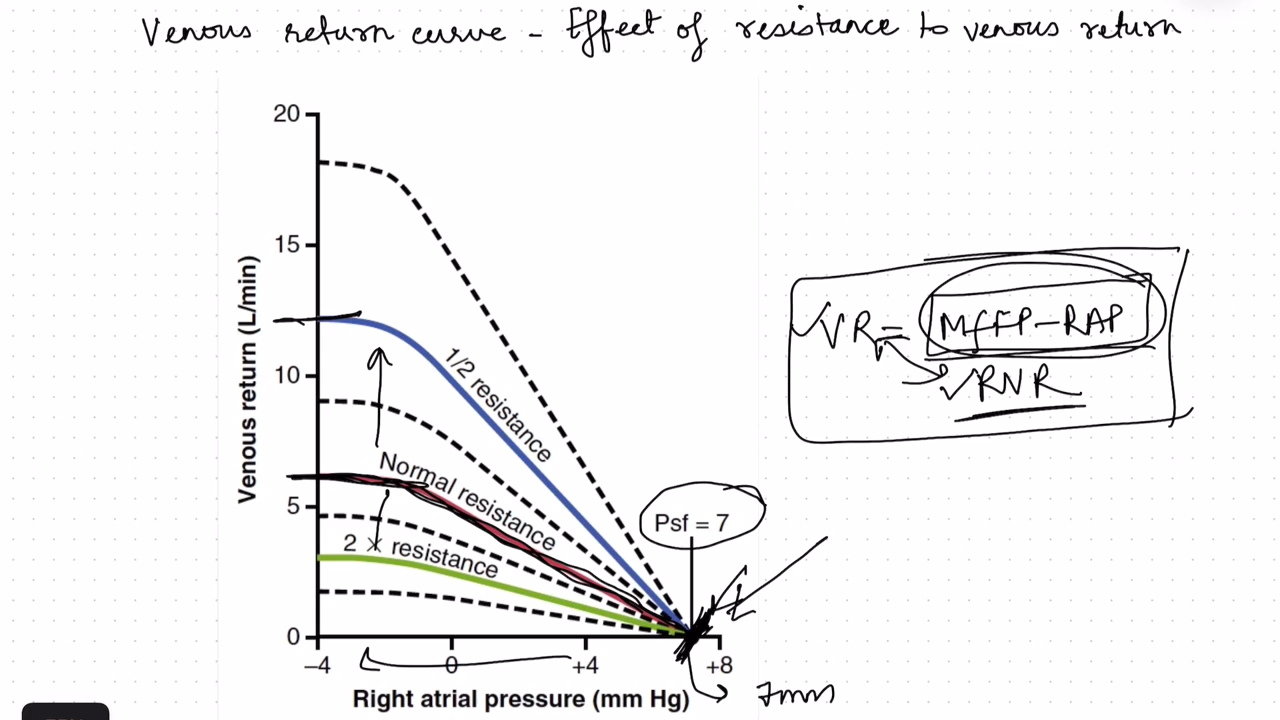 Venous return curve - Effect of resistance to venous return
20
15
10
5
0
Venous return (L/min)
1/2 resistance
Normal resistance
2 × resistance
Psf = 7
VR = MSFP-RAP
RVR
-4
0
+4
+8
Right atrial pressure (mm Hg)
7mm